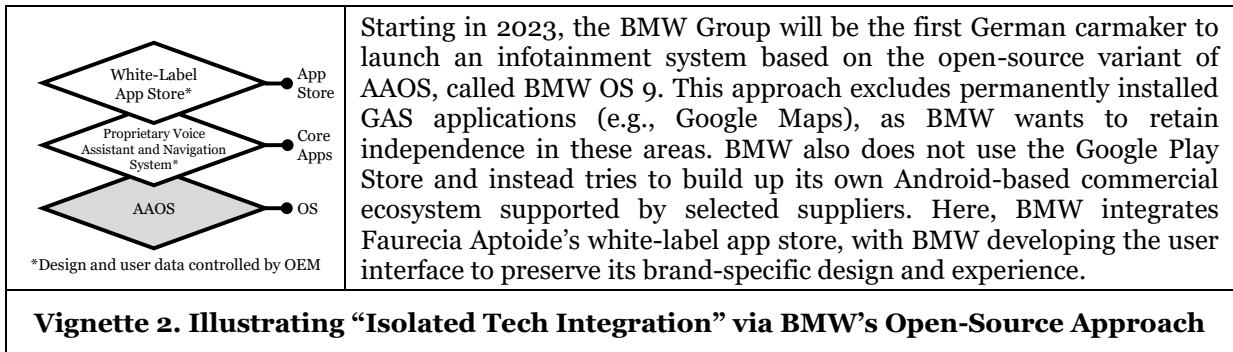 White-Label
App Store*
App
Store
Proprietary Voice
Assistant and Navigation
System*
Core
Apps
AAOS
OS
*Design and user data controlled by OEM
Starting in 2023, the BMW Group will be the first German carmaker to
launch an infotainment system based on the open-source variant of
AAOS, called BMW OS 9. This approach excludes permanently installed
GAS applications (e.g., Google Maps), as BMW wants to retain
independence in these areas. BMW also does not use the Google Play
Store and instead tries to build up its own Android-based commercial
ecosystem supported by selected suppliers. Here, BMW integrates
Faurecia Aptoide’s white-label app store, with BMW developing the user
interface to preserve its brand-specific design and experience.
Vignette 2. Illustrating “Isolated Tech Integration” via BMW’s Open-Source Approach